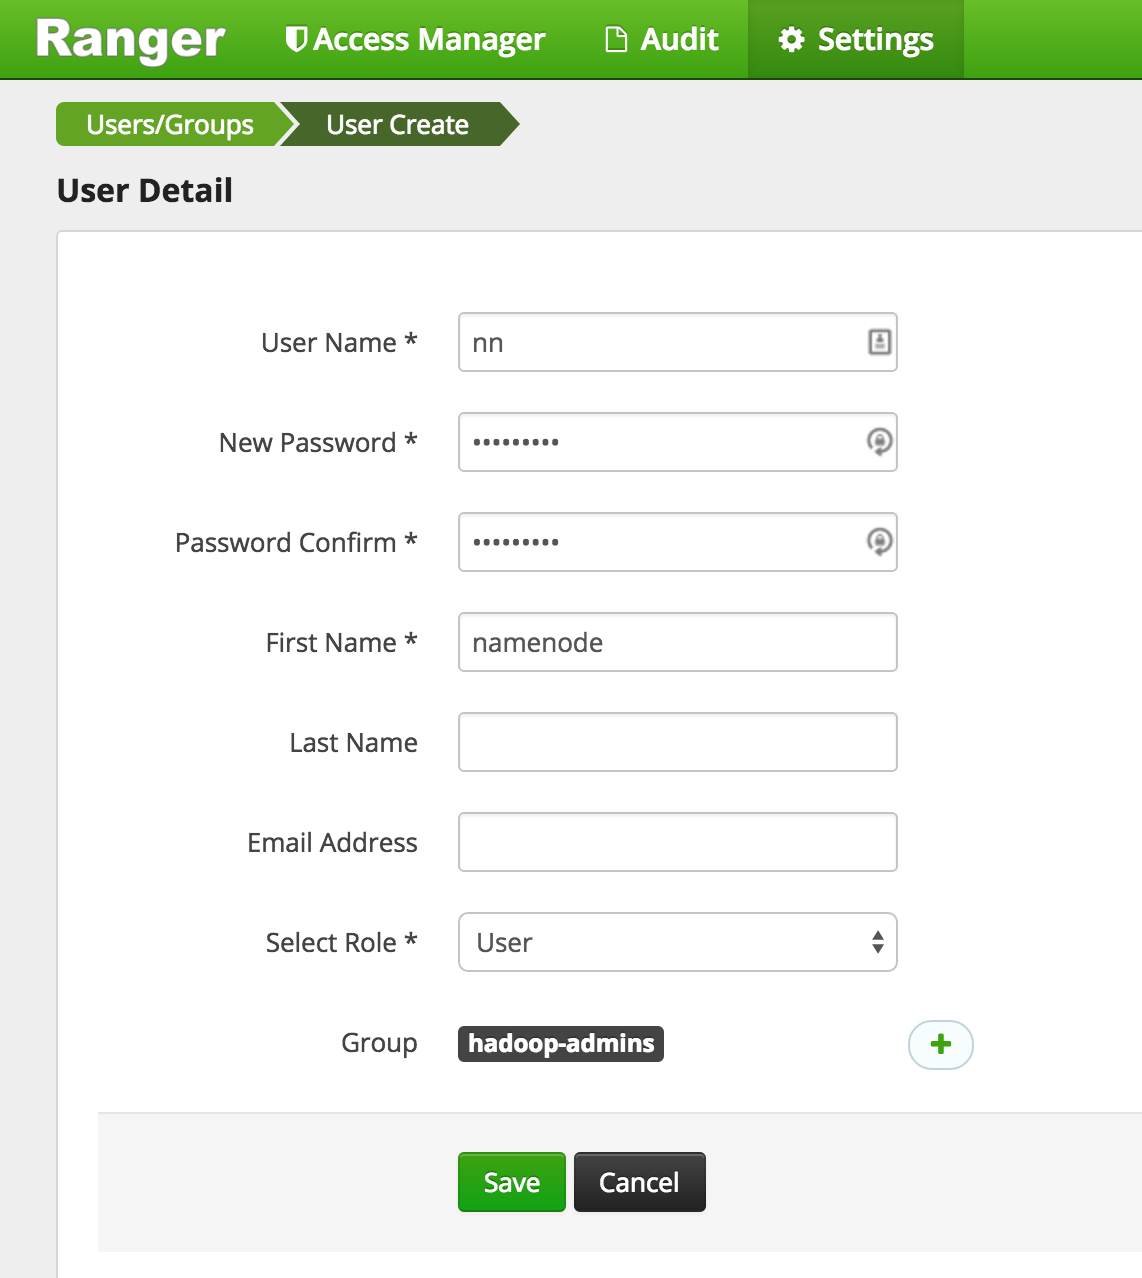 Ranger Access Manager Audit Settings
Users/Groups User Create
User Detail
User Name * nn
New Password * •••••••••
Password Confirm * •••••••••
First Name * namenode
Last Name
Email Address
Select Role * User
Group hadoop-admins +
Save Cancel